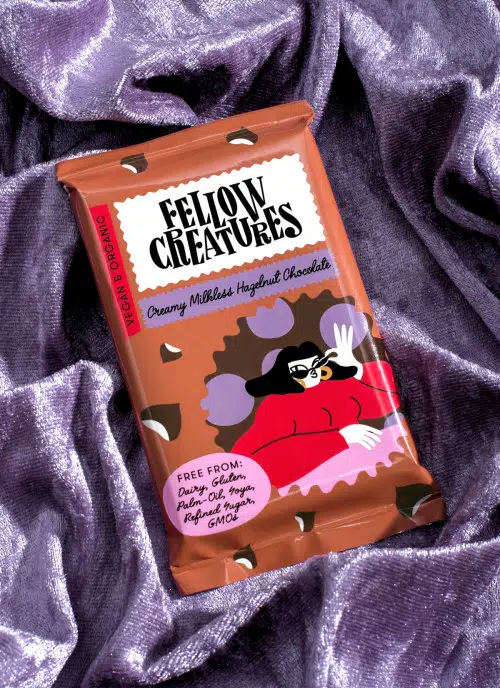 FELLOW
CREATURES
VEGAN & ORGANIC
Creamy Milkless Hazelnut Chocolate
FREE FROM:
Dairy, Gluten,
Palm-Oil, Soya,
Refined Sugar,
GMOs